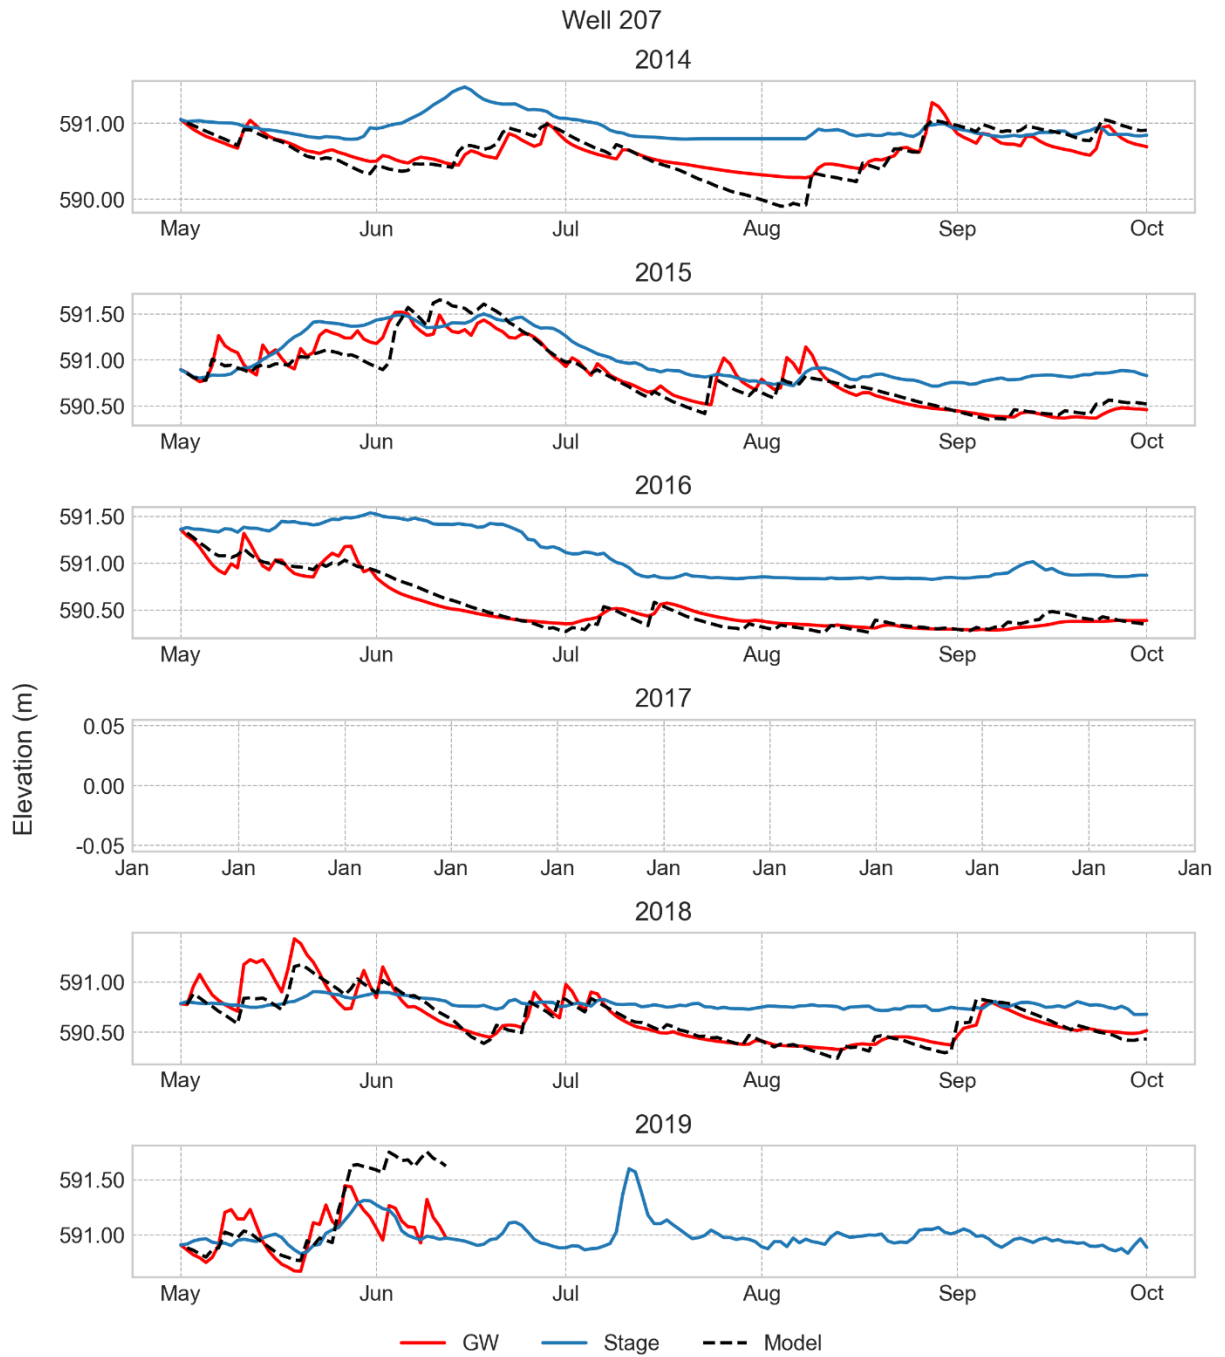 Well 207
2014
591.00
590.00
May Jun Jul Aug Sep Oct
2015
591.50
591.00
590.50
May Jun Jul Aug Sep Oct
2016
591.50
591.00
590.50
May Jun Jul Aug Sep Oct
Elevation (m)
2017
0.05
0.00
-0.05
Jan Jan Jan Jan Jan Jan Jan Jan Jan Jan Jan
2018
591.00
590.50
May Jun Jul Aug Sep Oct
2019
591.50
591.00
May Jun Jul Aug Sep Oct
GW Stage Model